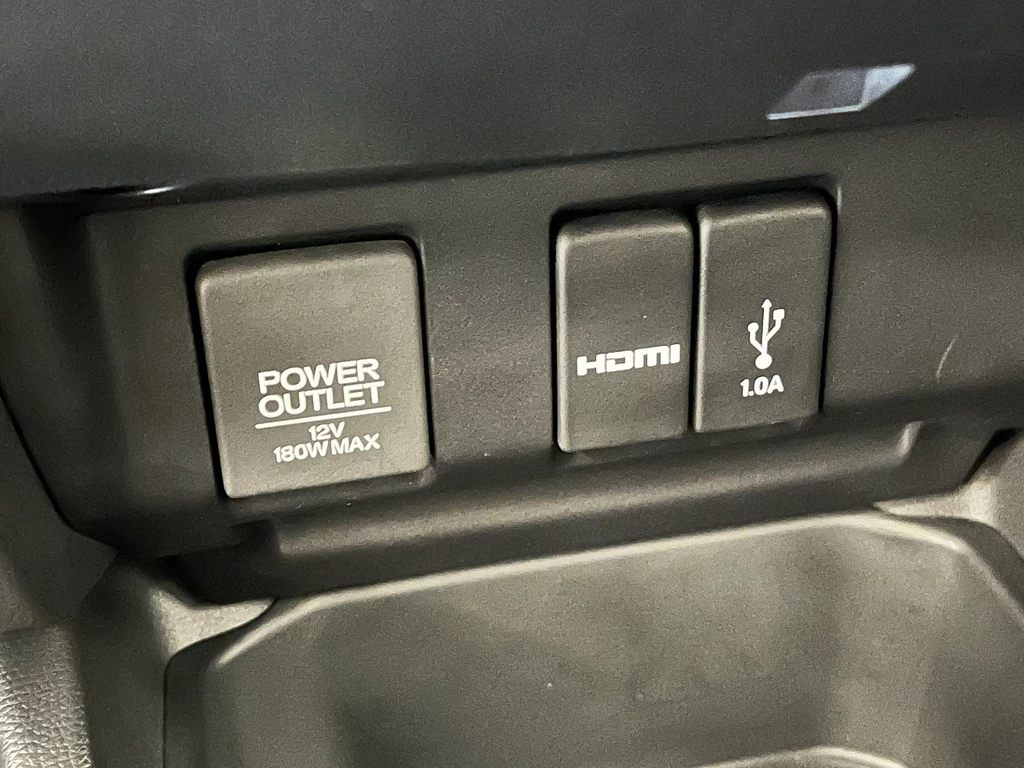 POWER
OUTLET
12V
180W MAX
HDMI
1.0A